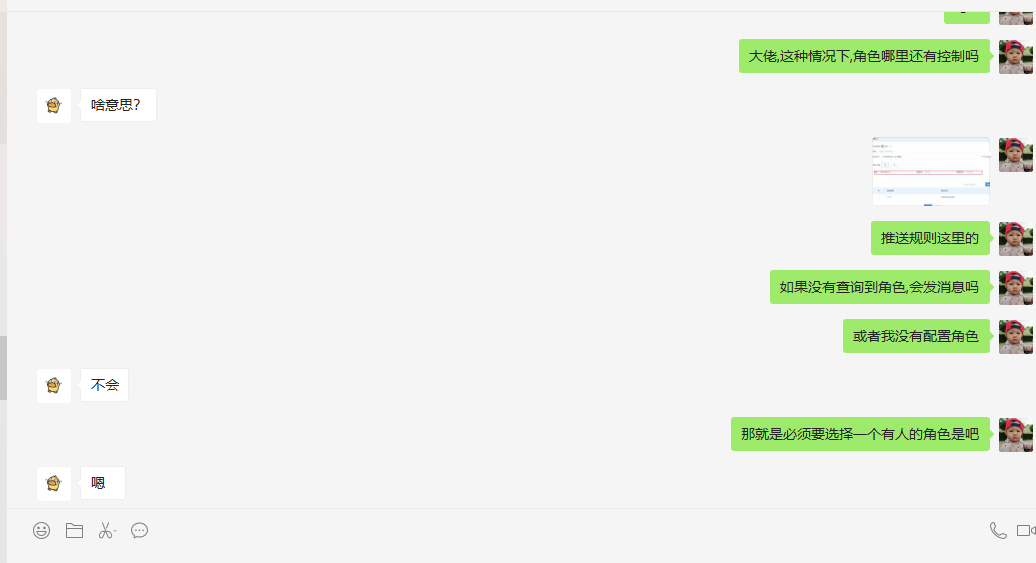 大佬,这种情况下,角色哪里还有控制吗
啥意思？
推送规则这里的
如果没有查询到角色,会发消息吗
或者我没有配置角色
不会
那就是必须要选择一个有人的角色是吧
嗯